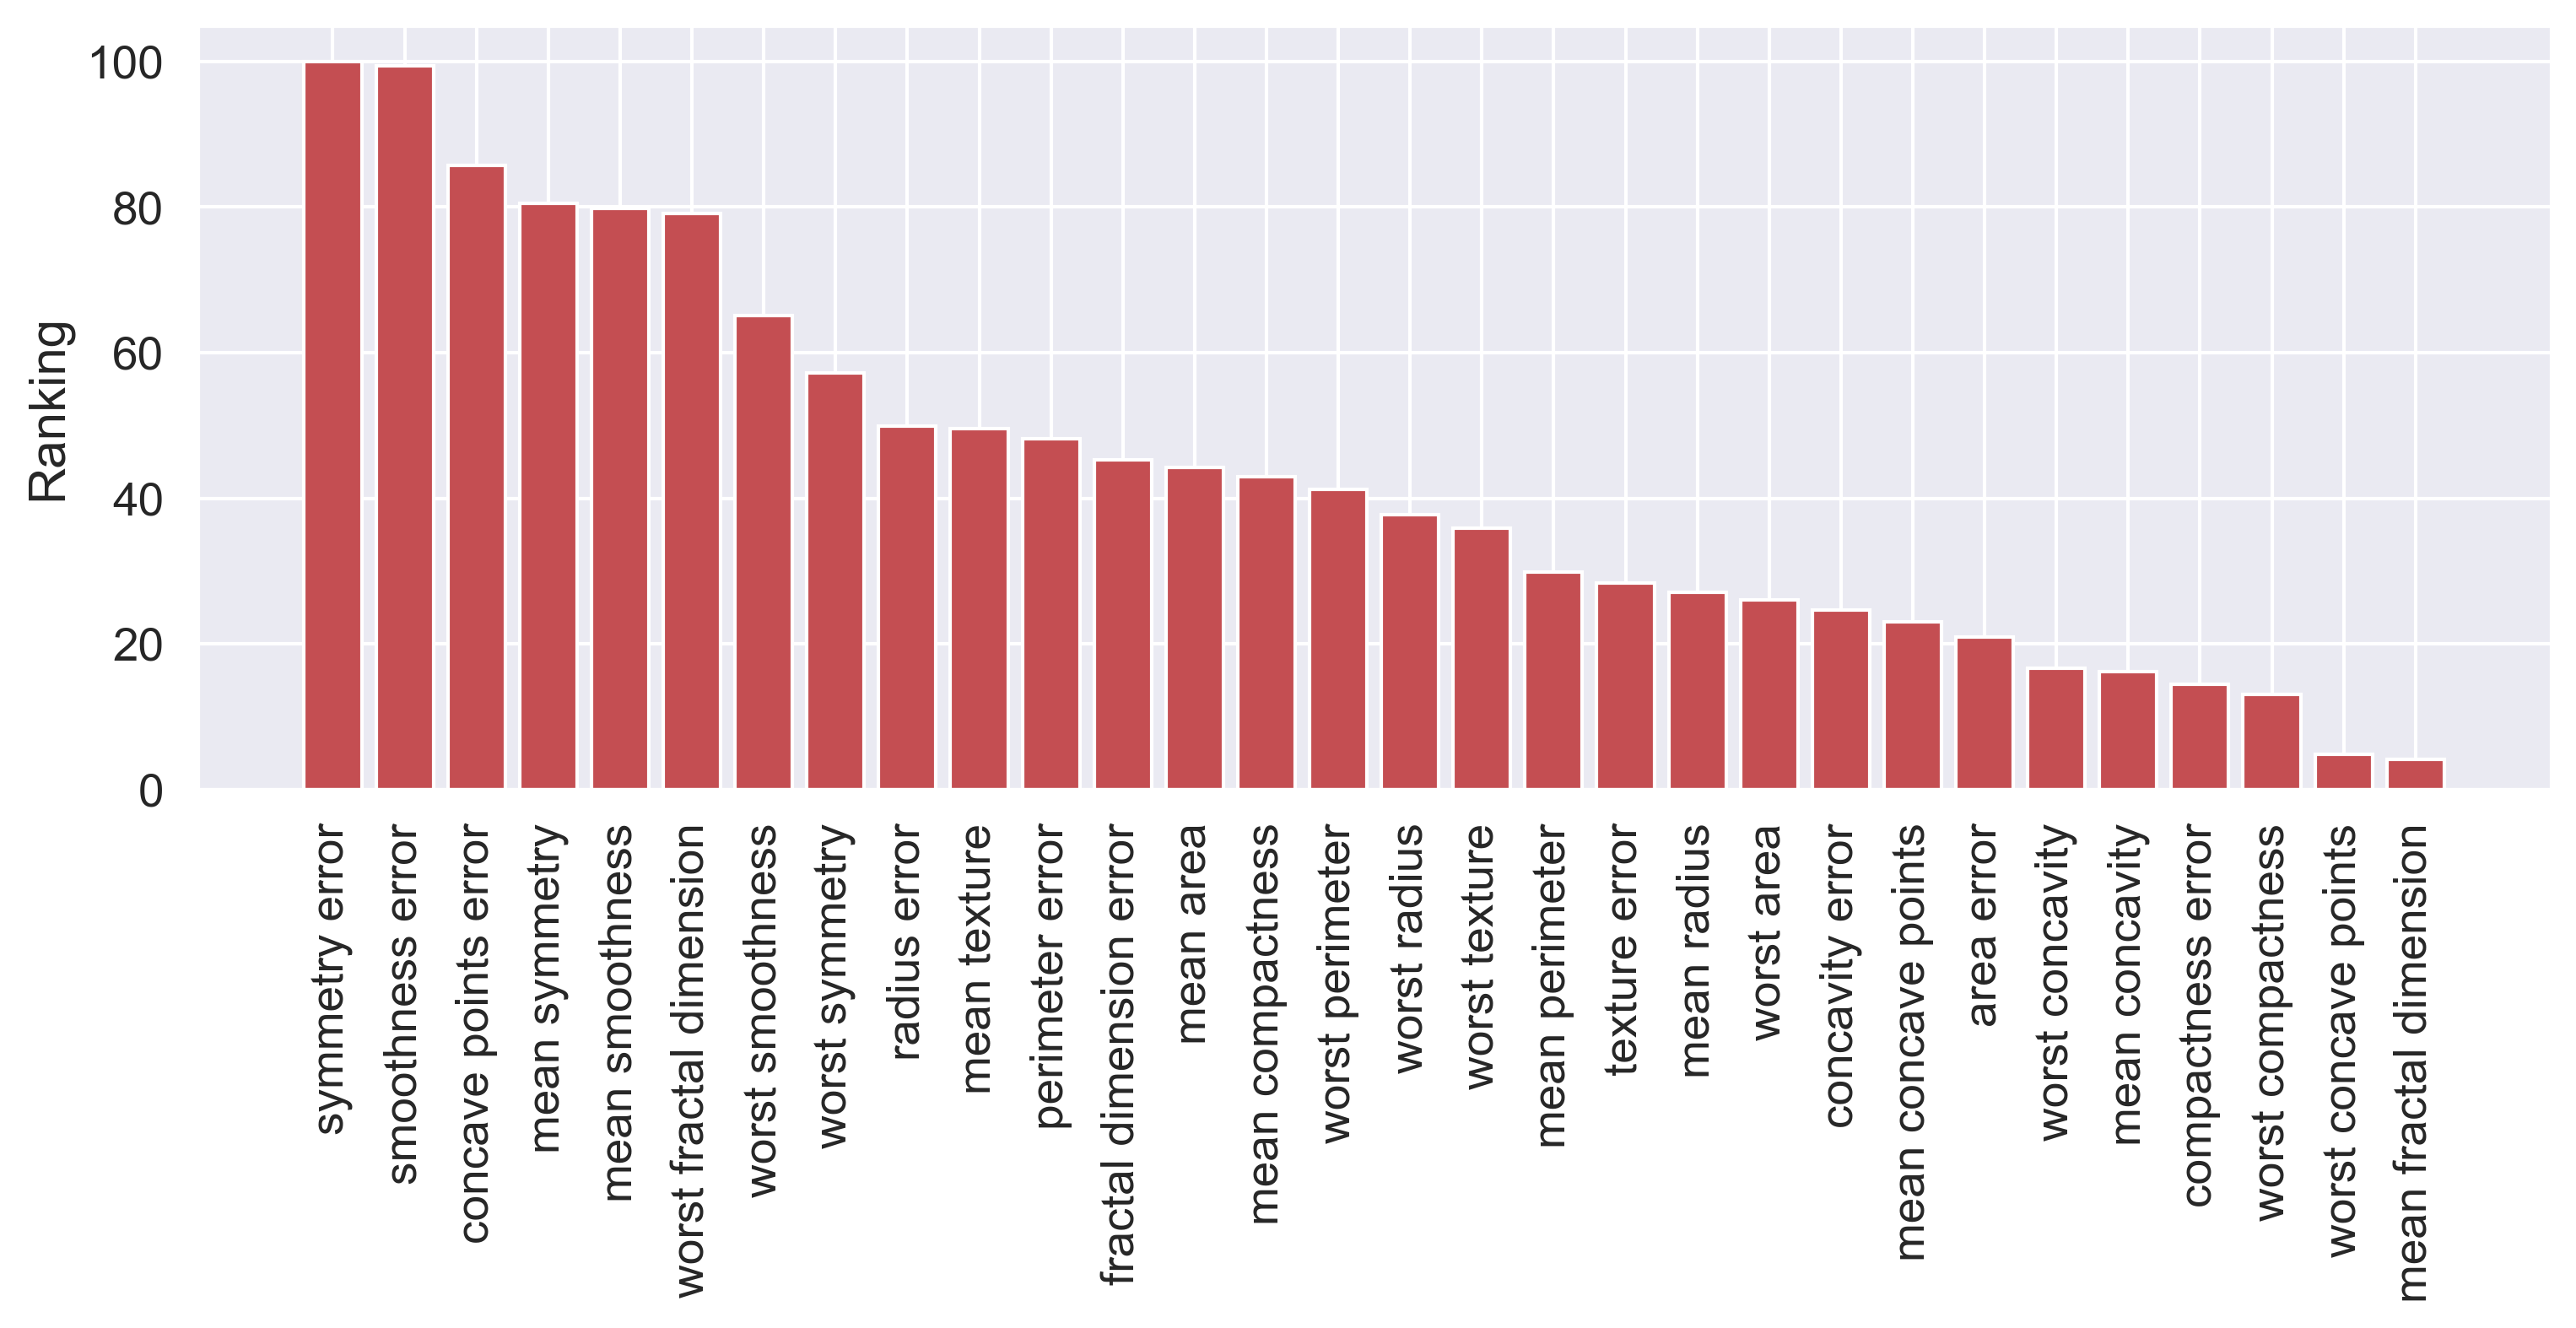 Ranking
100
80
60
40
20
0
symmetry error
smoothness error
concave points error
mean symmetry
mean smoothness
worst fractal dimension
worst smoothness
worst symmetry
radius error
mean texture
perimeter error
fractal dimension error
mean area
mean compactness
worst perimeter
worst radius
worst texture
mean perimeter
texture error
mean radius
worst area
concavity error
mean concave points
area error
worst concavity
mean concavity
compactness error
worst compactness
worst concave points
mean fractal dimension